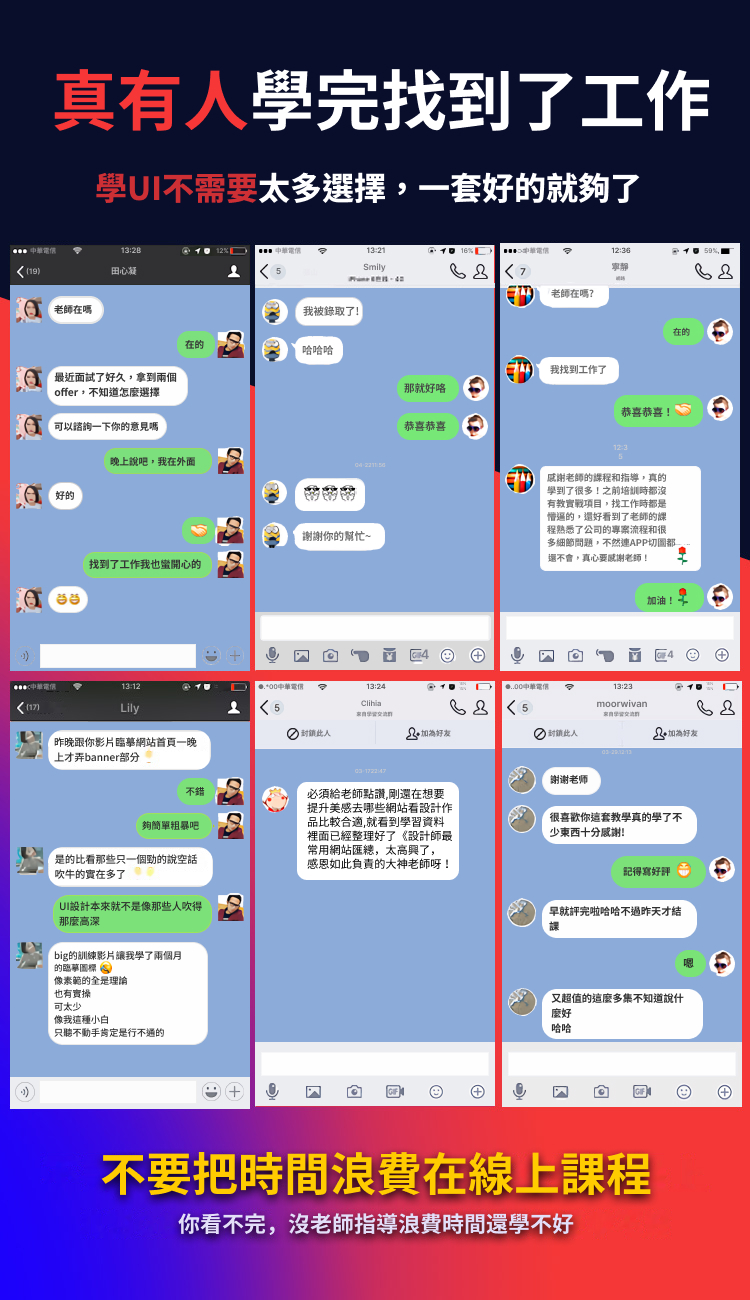 真有人學完找到了工作
學UI不需要太多選擇，一套好的就夠了
中華電信 13:28 12%
(19) 田心凝
老師在嗎
在的
最近面試了好久，拿到兩個
offer，不知道怎麼選擇
可以諮詢一下你的意見嗎
晚上說吧，我在外面
好的
找到了工作我也蠻開心的
中華電信 13:21 16%
5 Smily
我被錄取了!
哈哈哈
那就好咯
恭喜恭喜
謝謝你的幫忙~
GIF4
中華電信 12:36 59%
7 寧靜
老師在嗎?
在的
我找到工作了
恭喜恭喜！
12:3
5
感謝老師的課程和指導，真的
學到了很多！之前培訓時都沒
有教實戰項目，找工作時都是
懵逼的，還好看到了老師的課
程熟悉了公司的專案流程和很
多細節問題，不然連APP切圖都
還不會，真心要感謝老師！
加油！
GIF4
中華電信 13:12
(17) Lily
昨晚跟你影片臨摹網站首頁一晚
上才弄banner部分
不錯
夠簡單粗暴吧
是的比看那些只一個勁的說空話
吹牛的實在多了
UI設計本來就不是像那些人吹得
那麼高深
big的訓練影片讓我學了兩個月
的臨摹圖標
像素範的全是理論
也有實操
可太少
像我這種小白
只聽不動手肯定是行不通的
*00中華電信 13:24
5 Clihia
來自學習交流群
封鎖此人 加為好友
必須給老師點讚,剛還在想要
提升美感去哪些網站看設計作
品比較合適,就看到學習資料
裡面已經整理好了《設計師最
常用網站匯總，太高興了，
感恩如此負責的大神老師呀！
GIF
..00中華電信 13:23
5 moorwivan
來自學習交流群
封鎖此人 加為好友
謝謝老師
很喜歡你這套教學真的學了不
少東西十分感謝!
記得寫好評
早就評完啦哈哈不過昨天才結
課
嗯
又超值的這麼多集不知道說什
麼好
哈哈
GIF
不要把時間浪費在線上課程
你看不完，沒老師指導浪費時間還學不好